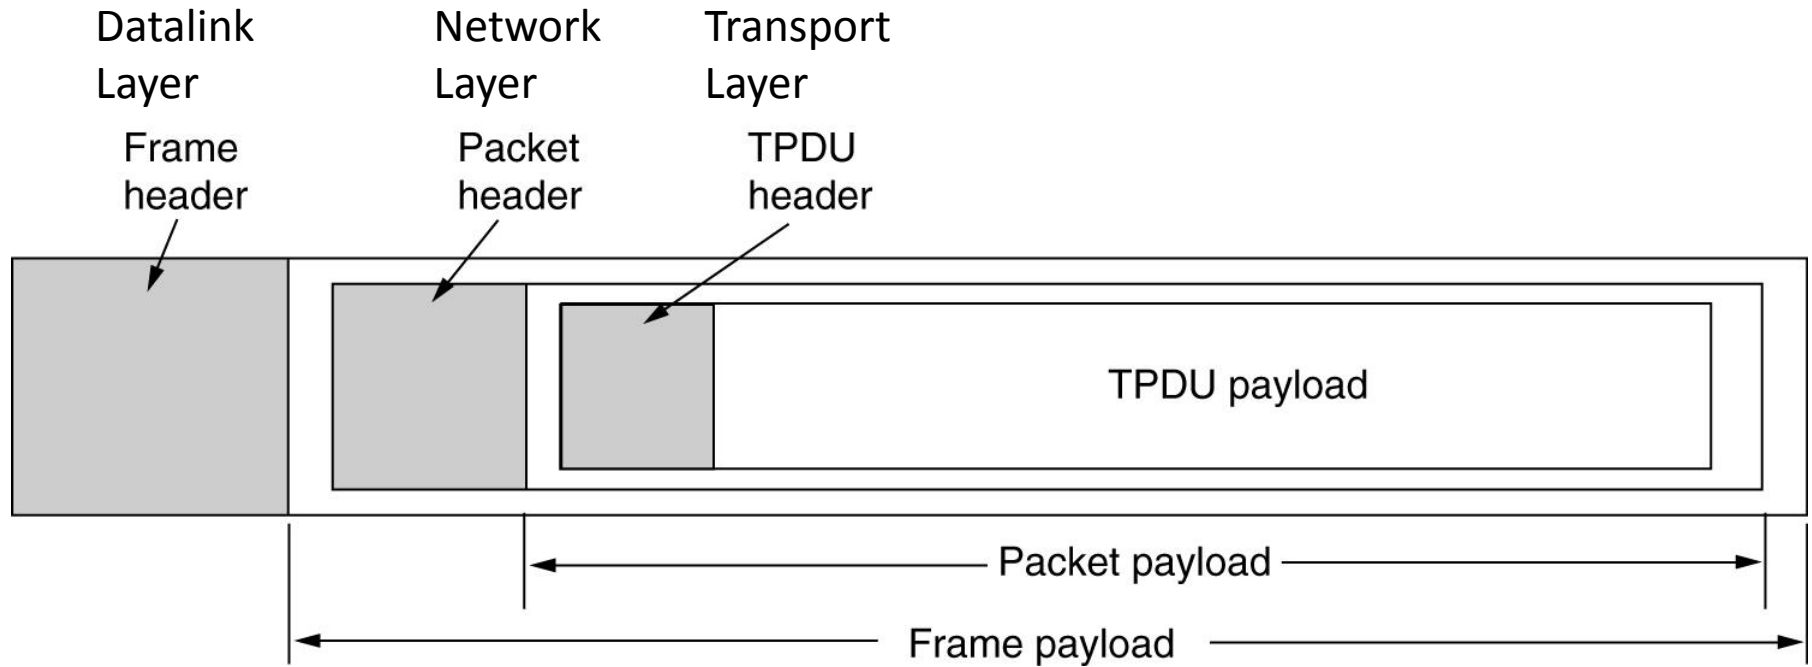 Datalink
Layer
Network
Layer
Transport
Layer
Frame
header
Packet
header
TPDU
header
TPDU payload
Packet payload
Frame payload